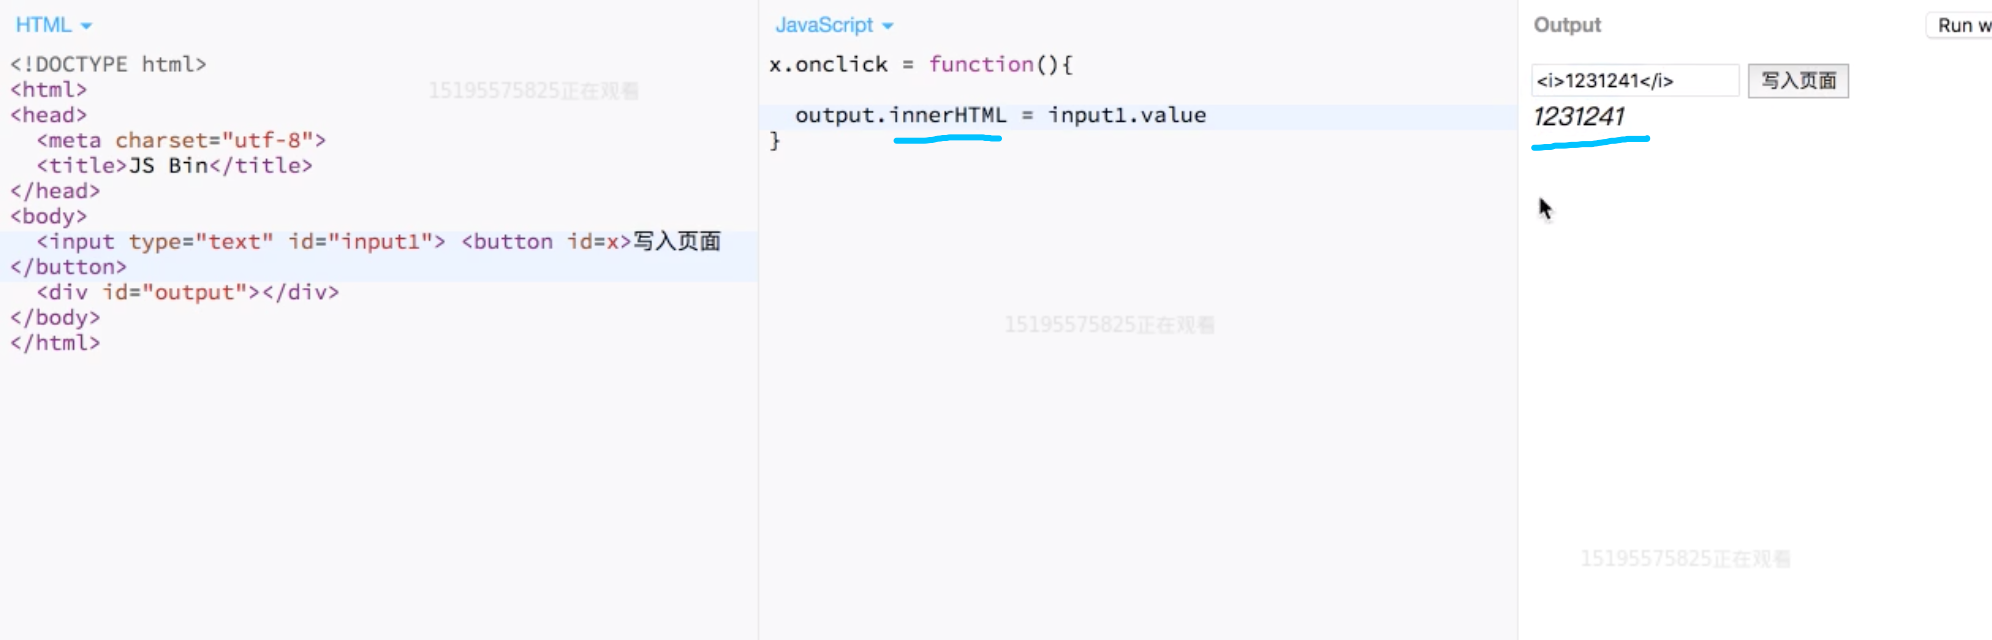 HTML
<!DOCTYPE html>
<html>
<head>
<meta charset="utf-8">
<title>JS Bin</title>
</head>
<body>
<input type="text" id="input1"> <button id=x>写入页面
</button>
<div id="output"></div>
</body>
</html>
15195575825正在观看
JavaScript
x.onclick = function(){
output.innerHTML = input1.value
}
15195575825正在观看
Output
Run w
<i>1231241</i>
写入页面
1231241
15195575825正在观看